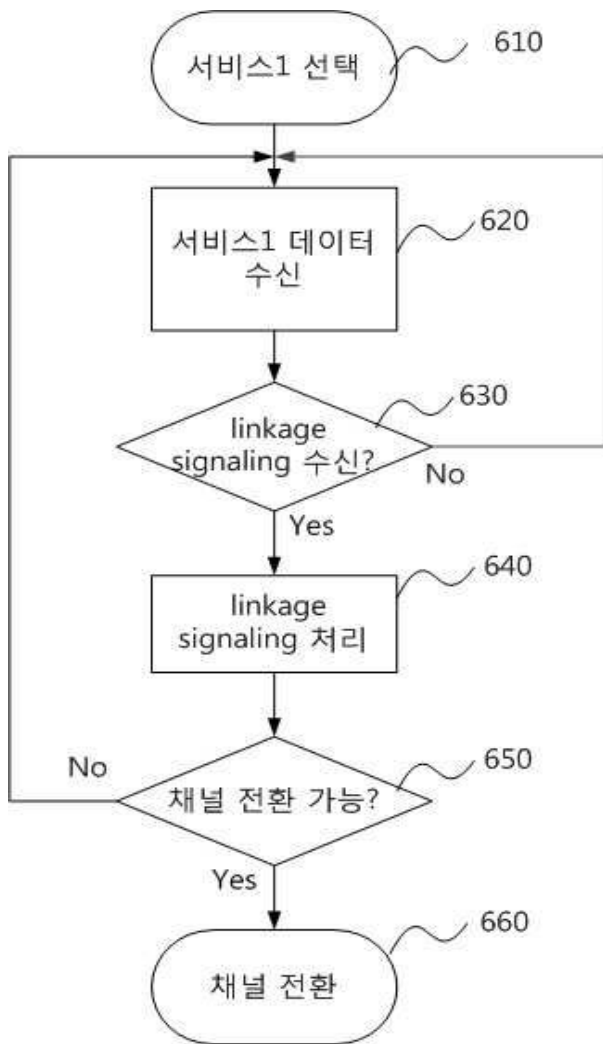 서비스1 선택
610
서비스1 데이터
수신
620
630
linkage
signaling 수신?
No
Yes
640
linkage
signaling 처리
No
650
채널 전환 가능?
Yes
660
채널 전환